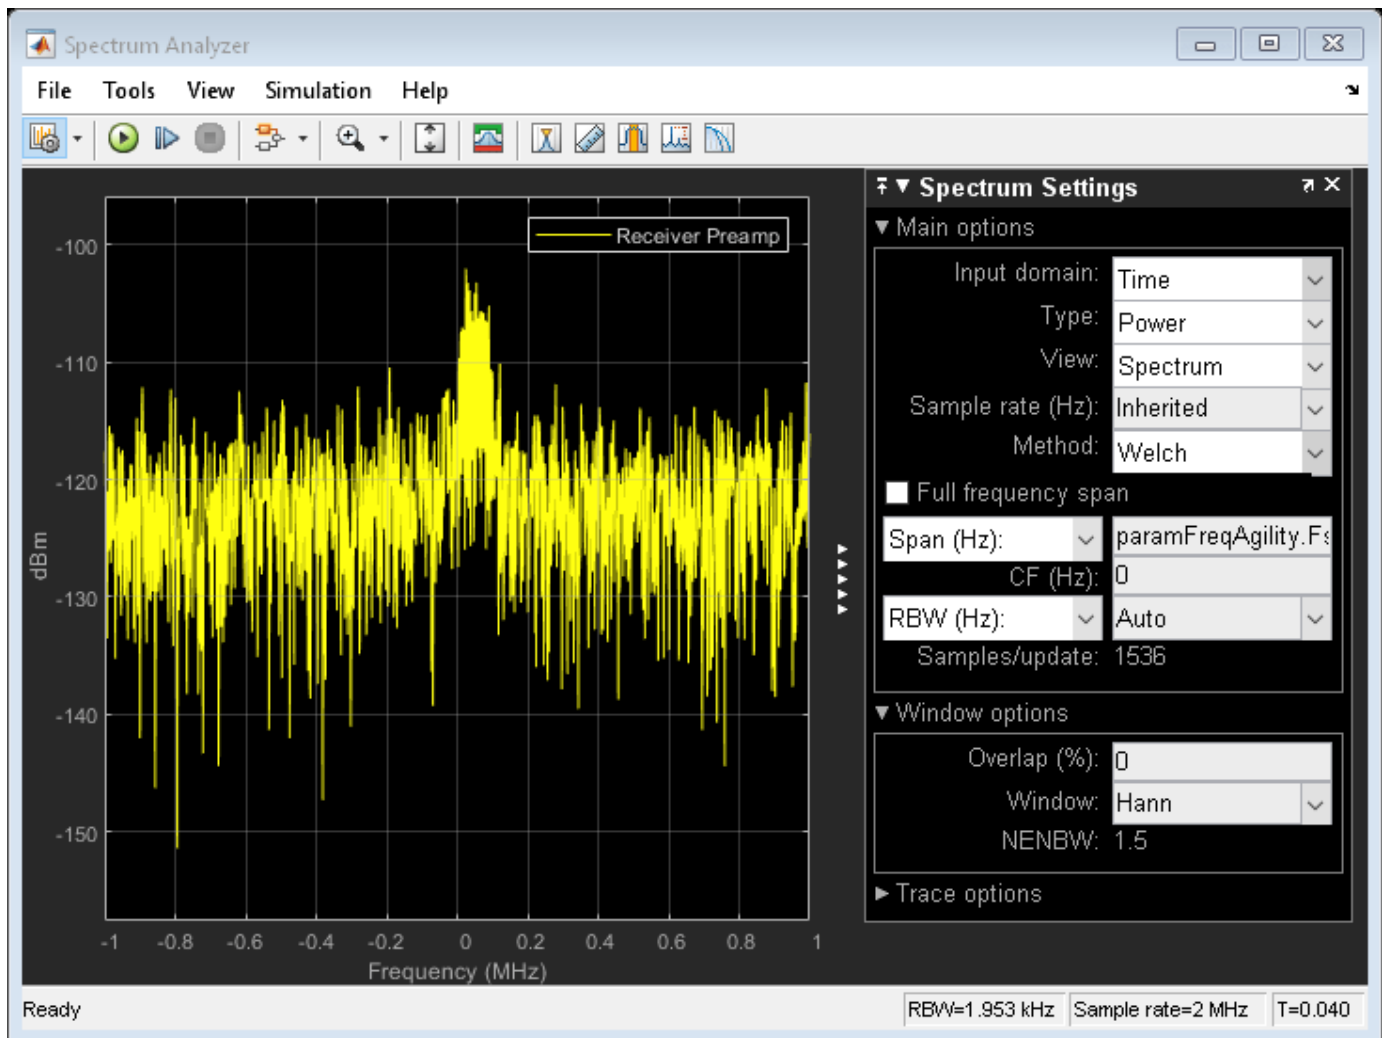 Spectrum Analyzer
File Tools View Simulation Help
Receiver Preamp
-100
-110
-120
-130
-140
-150
dBm
-1 -0.8 -0.6 -0.4 -0.2 0 0.2 0.4 0.6 0.8 1
Frequency (MHz)
Spectrum Settings
Main options
Input domain: Time
Type: Power
View: Spectrum
Sample rate (Hz): Inherited
Method: Welch
Full frequency span
Span (Hz): paramFreqAgility.Fs
CF (Hz): 0
RBW (Hz): Auto
Samples/update: 1536
Window options
Overlap (%): 0
Window: Hann
NENBW: 1.5
Trace options
Ready RBW=1.953 kHz Sample rate=2 MHz T=0.040